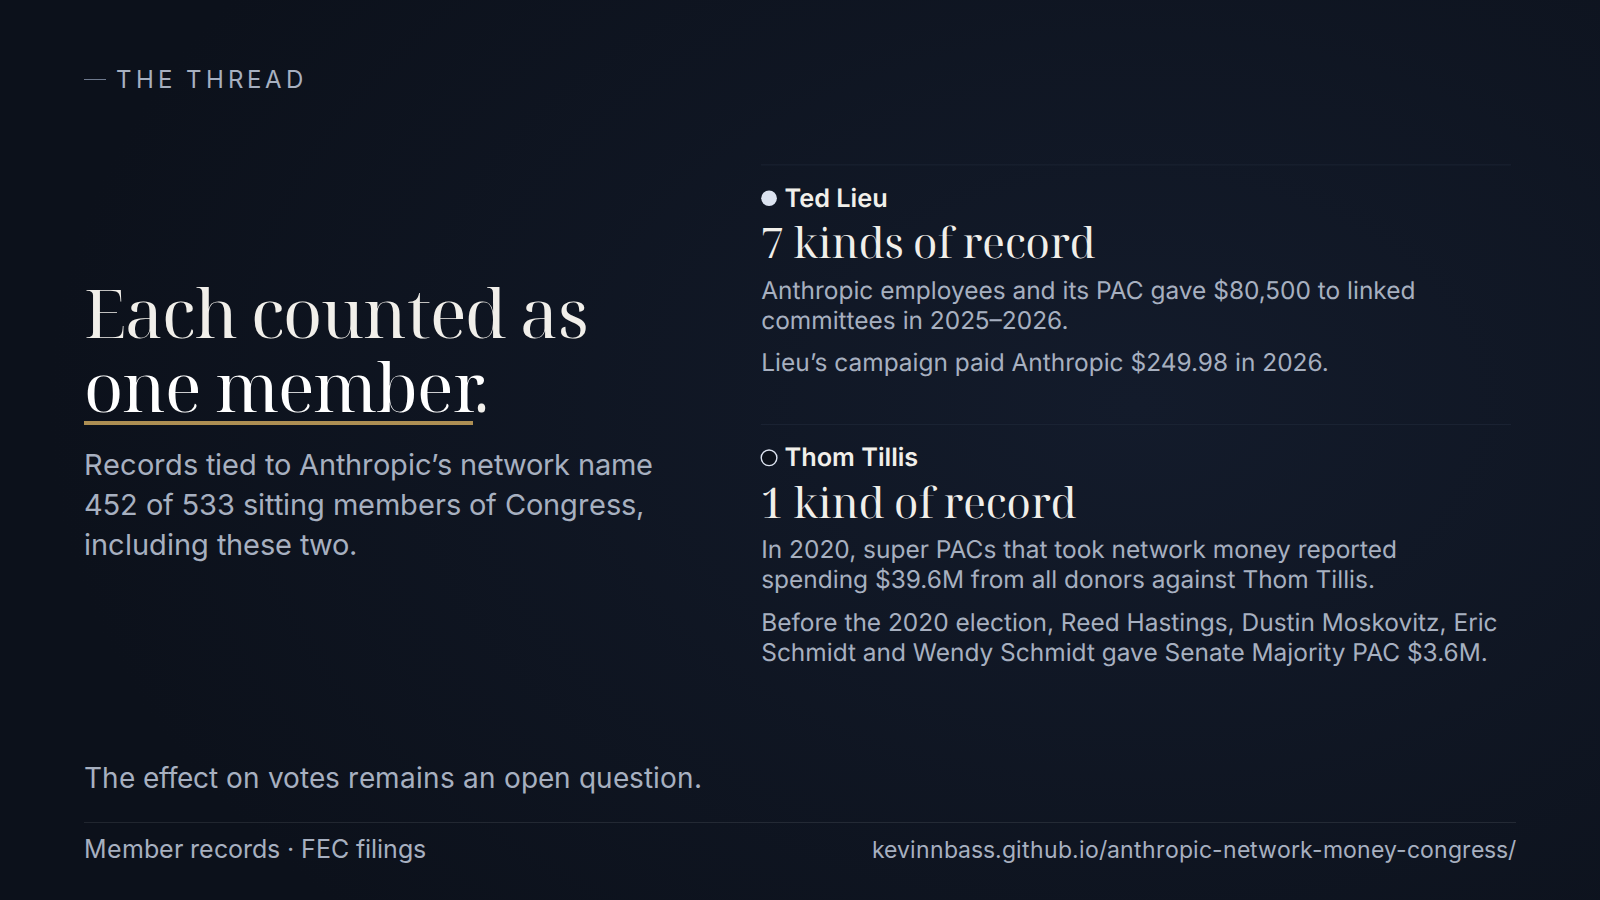 — THE THREAD
Each counted as
one member.
Records tied to Anthropic’s network name
452 of 533 sitting members of Congress,
including these two.
Ted Lieu
7 kinds of record
Anthropic employees and its PAC gave $80,500 to linked
committees in 2025–2026.
Lieu’s campaign paid Anthropic $249.98 in 2026.
Thom Tillis
1 kind of record
In 2020, super PACs that took network money reported
spending $39.6M from all donors against Thom Tillis.
Before the 2020 election, Reed Hastings, Dustin Moskovitz, Eric
Schmidt and Wendy Schmidt gave Senate Majority PAC $3.6M.
The effect on votes remains an open question.
Member records · FEC filings
kevinnbass.github.io/anthropic-network-money-congress/